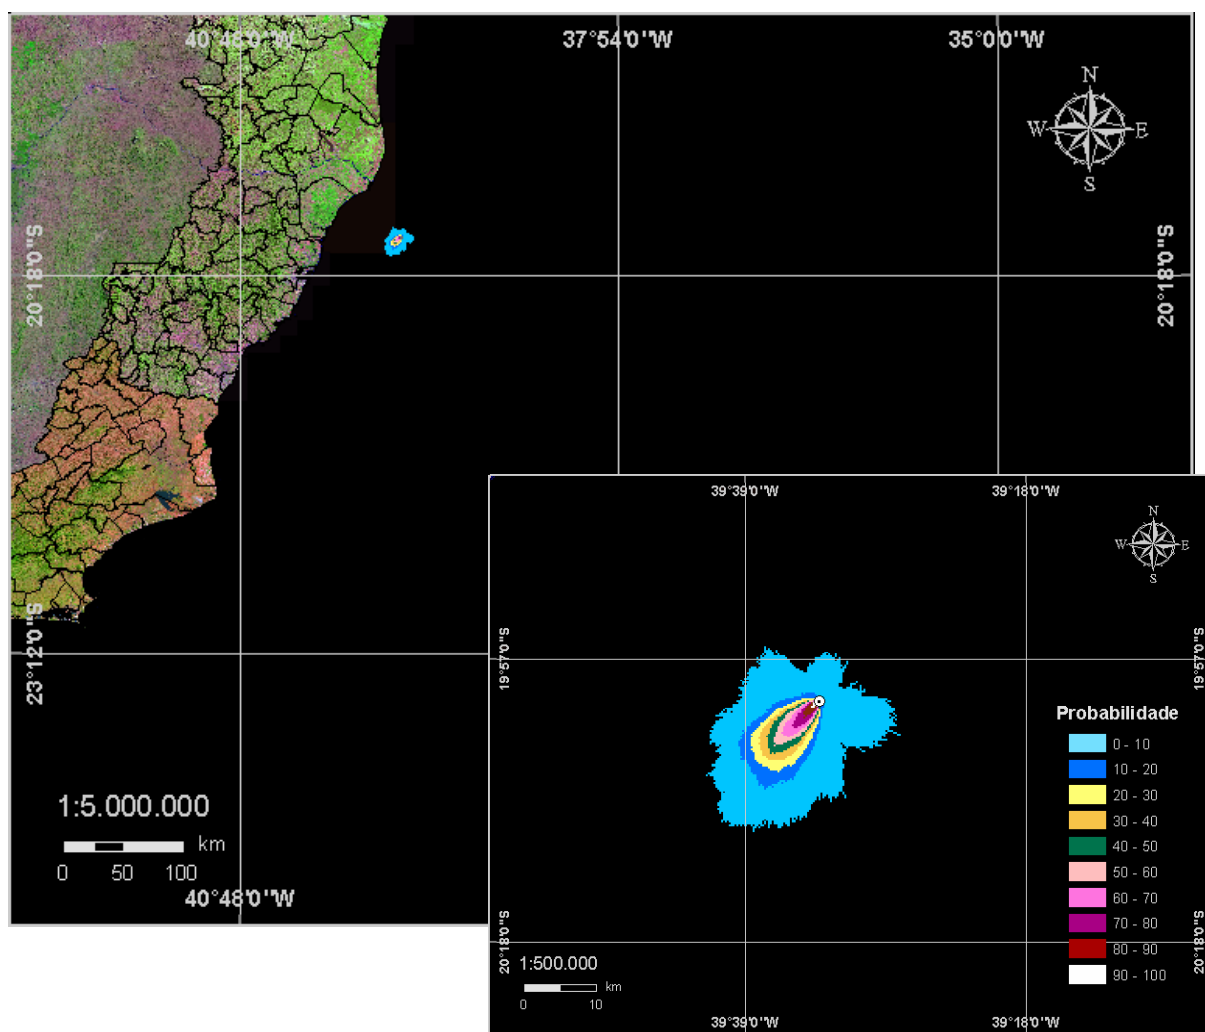 40°48'0"W 37°54'0"W 35°0'0"W
N
W E
S
20°18'0"S 20°18'0"S
23°12'0"S
1:5.000.000
km
0 50 100
40°48'0"W
39°39'0"W 39°18'0"W
N
W E
S
19°57'0"S 19°57'0"S
Probabilidade
0 - 10
10 - 20
20 - 30
30 - 40
40 - 50
50 - 60
60 - 70
70 - 80
80 - 90
90 - 100
20°18'0"S 20°18'0"S
1:500.000
km
0 10
39°39'0"W 39°18'0"W